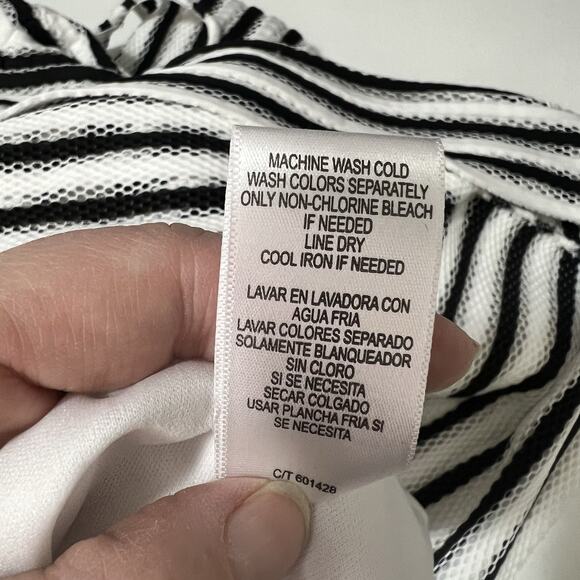 MACHINE WASH COLD
WASH COLORS SEPARATELY
ONLY NON-CHLORINE BLEACH
IF NEEDED
LINE DRY
COOL IRON IF NEEDED
LAVAR EN LAVADORA CON
AGUA FRIA
LAVAR COLORES SEPARADO
SOLAMENTE BLANQUEADOR
SIN CLORO
SI SE NECESITA
SECAR COLGADO
USAR PLANCHA FRIA SI
SE NECESITA
C/T 601428